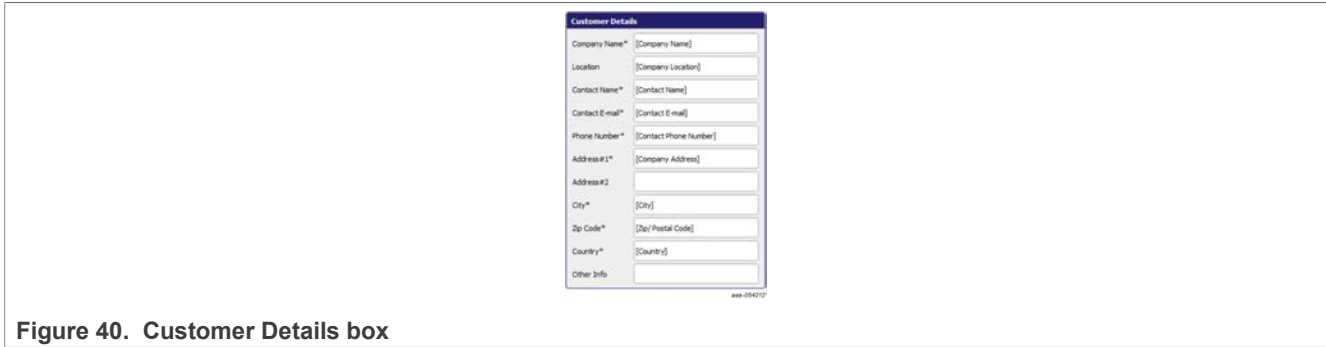 Customer Details
Company Name* [Company Name]
Location [Company Location]
Contact Name* [Contact Name]
Contact E-mail* [Contact E-mail]
Phone Number* [Contact Phone Number]
Address#1* [Company Address]
Address#2
City* [City]
Zip Code* [Zip/ Postal Code]
Country* [Country]
Other Info
Figure 40. Customer Details box